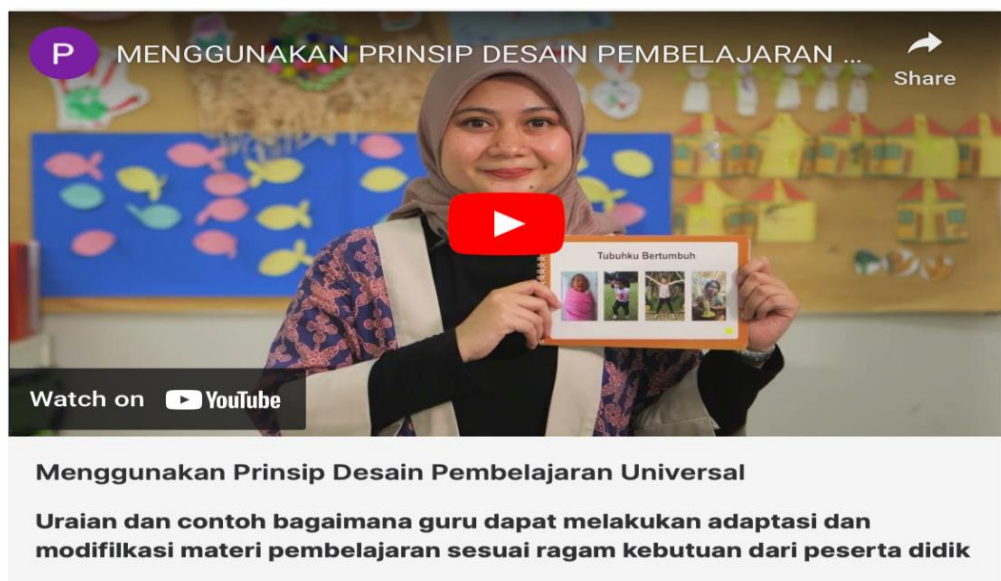 P
MENGGUNAKAN PRINSIP DESAIN PEMBELAJARAN ...
Share
Tubuhku Bertumbuh
Watch on YouTube
Menggunakan Prinsip Desain Pembelajaran Universal
Uraian dan contoh bagaimana guru dapat melakukan adaptasi dan
modifilkasi materi pembelajaran sesuai ragam kebutuan dari peserta didik